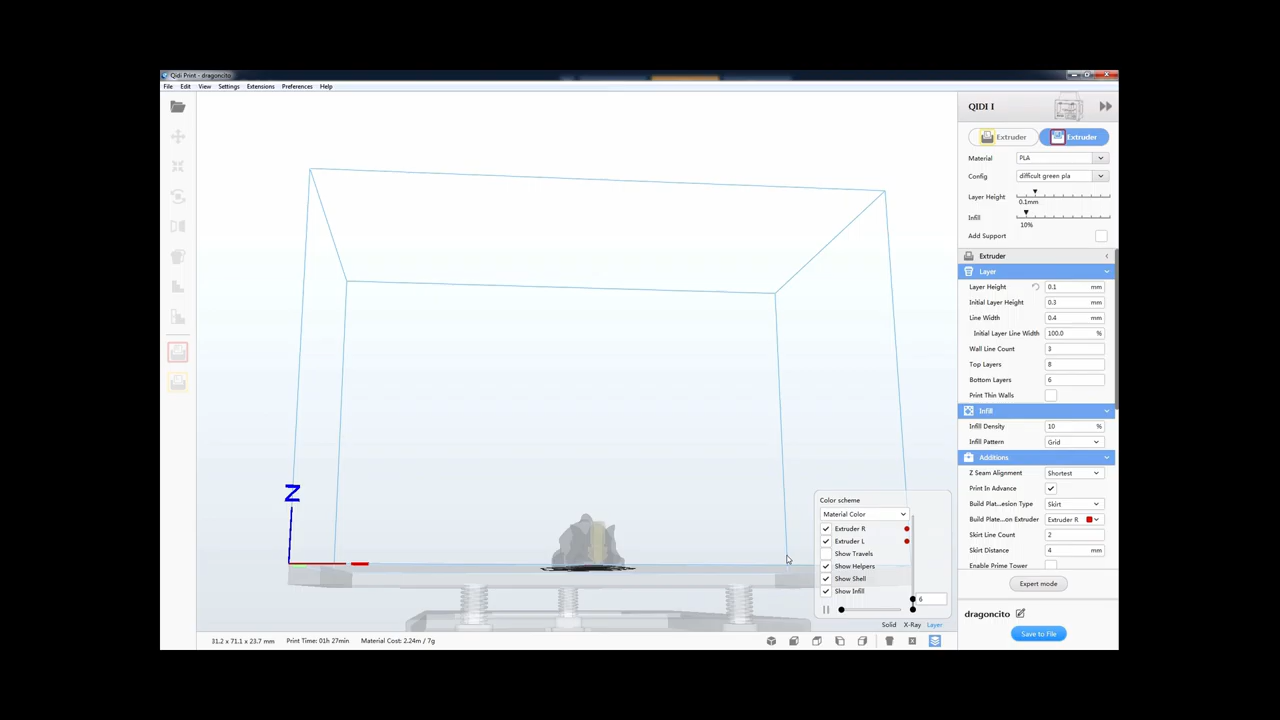 Qidi Print - dragoncito
File Edit View Settings Extensions Preferences Help
QIDI I
Extruder Extruder
Material PLA
Config difficult green pla
Layer Height
0.1mm
Infill
10%
Add Support
Extruder
Layer
Layer Height 0.1 mm
Initial Layer Height 0.3 mm
Line Width 0.4 mm
Initial Layer Line Width 100.0 %
Wall Line Count 3
Top Layers 8
Bottom Layers 6
Print Thin Walls
Infill
Infill Density 10 %
Infill Pattern Grid
Additions
Z Seam Alignment Shortest
Print In Advance
Build Plat...esion Type Skirt
Build Plate...on Extruder Extruder R
Skirt Line Count 2
Skirt Distance 4 mm
Enable Prime Tower
Expert mode
dragoncito
Save to File
Z
Color scheme
Material Color
Extruder R
Extruder L
Show Travels
Show Helpers
Show Shell
Show Infill
6
Solid X-Ray Layer
31.2 x 71.1 x 23.7 mm Print Time: 01h 27min Material Cost: 2.24m / 7g